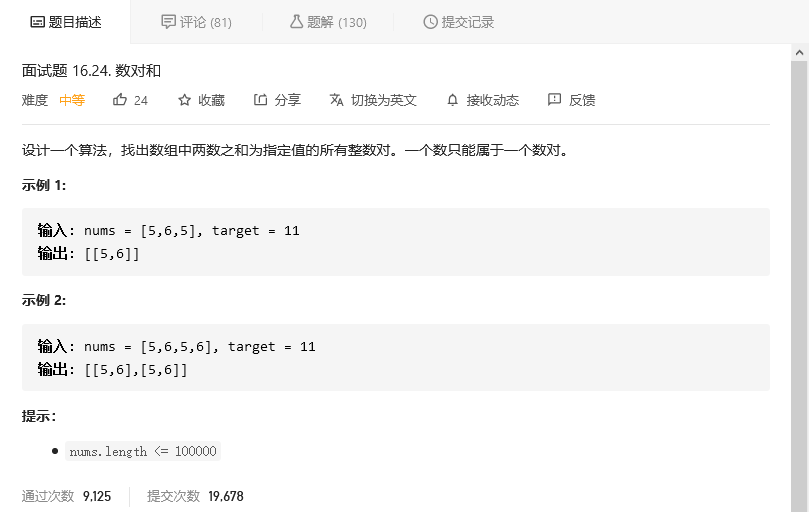 题目描述 评论 (81) 题解 (130) 提交记录
面试题 16.24. 数对和
难度 中等 24 收藏 分享 切换为英文 接收动态 反馈
设计一个算法，找出数组中两数之和为指定值的所有整数对。一个数只能属于一个数对。
示例 1:
输入: nums = [5,6,5], target = 11
输出: [[5,6]]
示例 2:
输入: nums = [5,6,5,6], target = 11
输出: [[5,6],[5,6]]
提示：
nums.length <= 100000
通过次数 9,125 提交次数 19,678